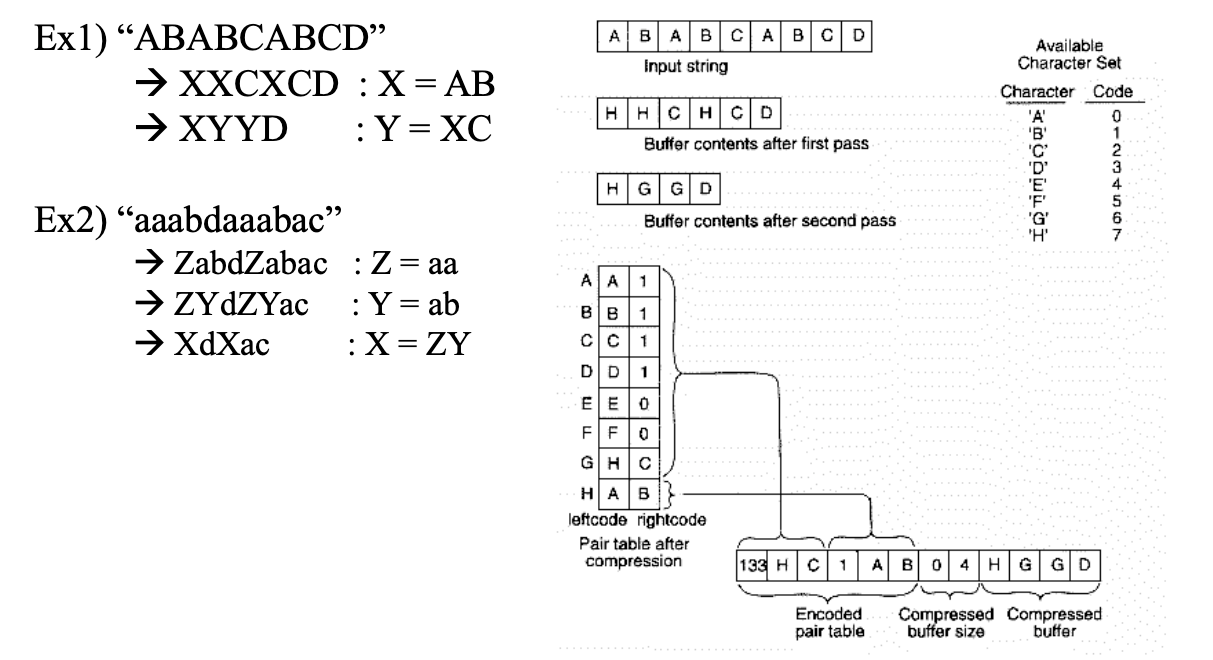 Ex1) “ABABCABCD”
→ XXCXCD : X = AB
→ XYYD : Y = XC
Ex2) “aaabdaaabac”
→ ZabdZabac : Z = aa
→ ZYdZYac : Y = ab
→ XdXac : X = ZY
A B A B C A B C D
Input string
H H C H C D
Buffer contents after first pass
H G G D
Buffer contents after second pass
Available
Character Set
Character Code
'A' 0
'B' 1
'C' 2
'D' 3
'E' 4
'F' 5
'G' 6
'H' 7
A A 1
B B 1
C C 1
D D 1
E E 0
F F 0
G H C
H A B
leftcode rightcode
Pair table after
compression
133 H C 1 A B 0 4 H G G D
Encoded
pair table
Compressed
buffer size
Compressed
buffer